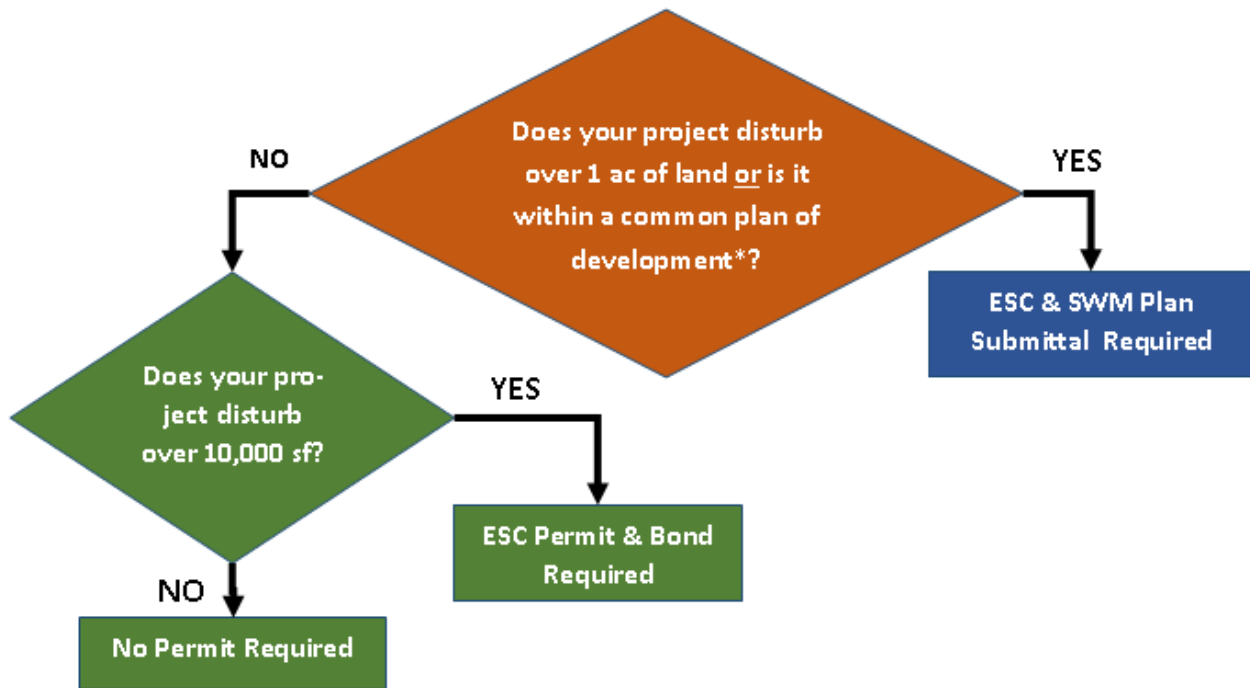 Does your project disturb
over 1 ac of land or is it
within a common plan of
development*?
NO
YES
ESC & SWM Plan
Submittal Required
Does your pro-
ject disturb
over 10,000 sf?
YES
ESC Permit & Bond
Required
NO
No Permit Required